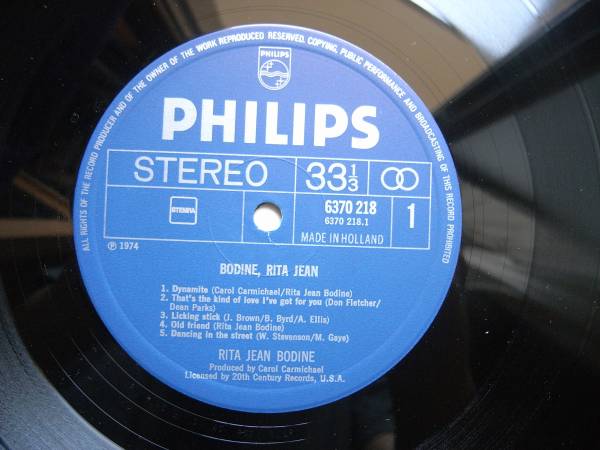 ALL RIGHTS OF THE RECORD PRODUCER AND OF THE OWNER OF THE WORK REPRODUCED RESERVED. COPYING, PUBLIC PERFORMANCE AND BROADCASTING OF THIS RECORD PROHIBITED
PHILIPS
PHILIPS
STEREO 33 1/3
STEMRA 6370 218 1
6370 218.1
MADE IN HOLLAND
℗ 1974
BODINE, RITA JEAN
1. Dynamite (Carol Carmichael/Rita Jean Bodine)
2. That's the kind of love I've got for you (Don Fletcher/
Dean Parks)
3. Licking stick (J. Brown/B. Byrd/A. Ellis)
4. Old friend (Rita Jean Bodine)
5. Dancing in the street (W. Stevenson/M. Gaye)
RITA JEAN BODINE
Produced by Carol Carmichael
Licensed by 20th Century Records, U.S.A.